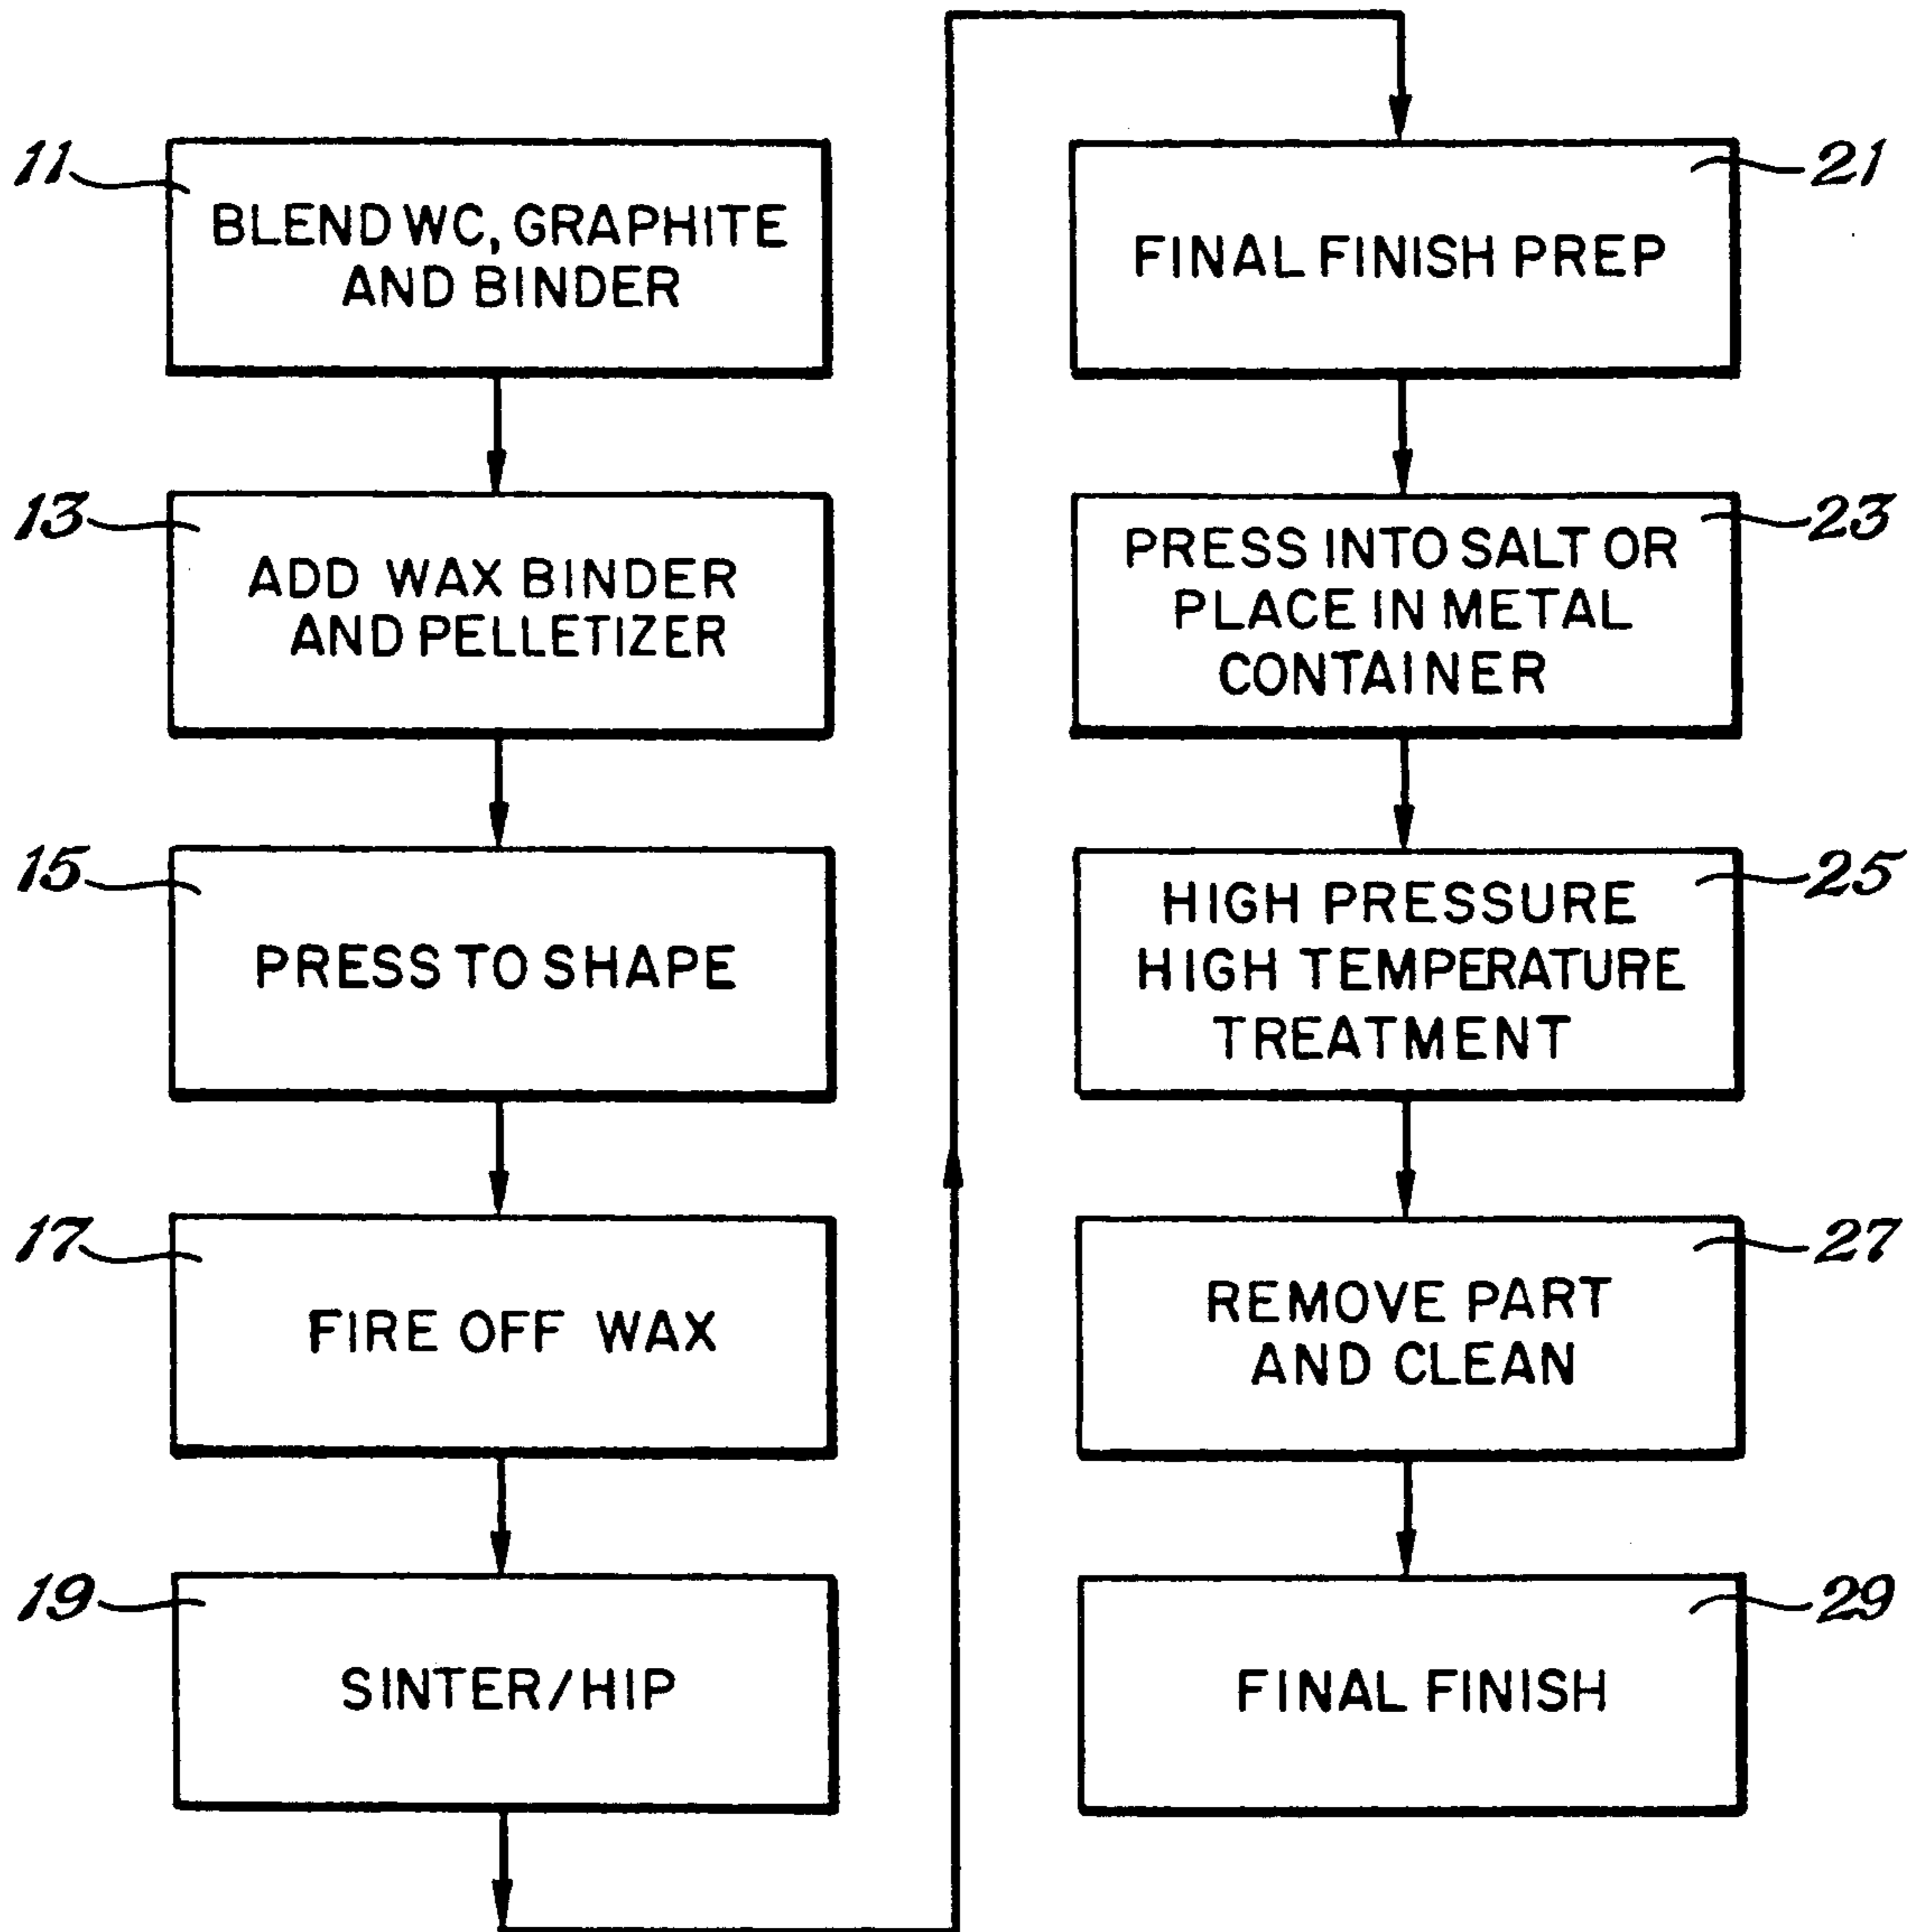 11
BLEND WC, GRAPHITE
AND BINDER
13
ADD WAX BINDER
AND PELLETIZER
15
PRESS TO SHAPE
17
FIRE OFF WAX
19
SINTER/HIP
21
FINAL FINISH PREP
23
PRESS INTO SALT OR
PLACE IN METAL
CONTAINER
25
HIGH PRESSURE
HIGH TEMPERATURE
TREATMENT
27
REMOVE PART
AND CLEAN
29
FINAL FINISH